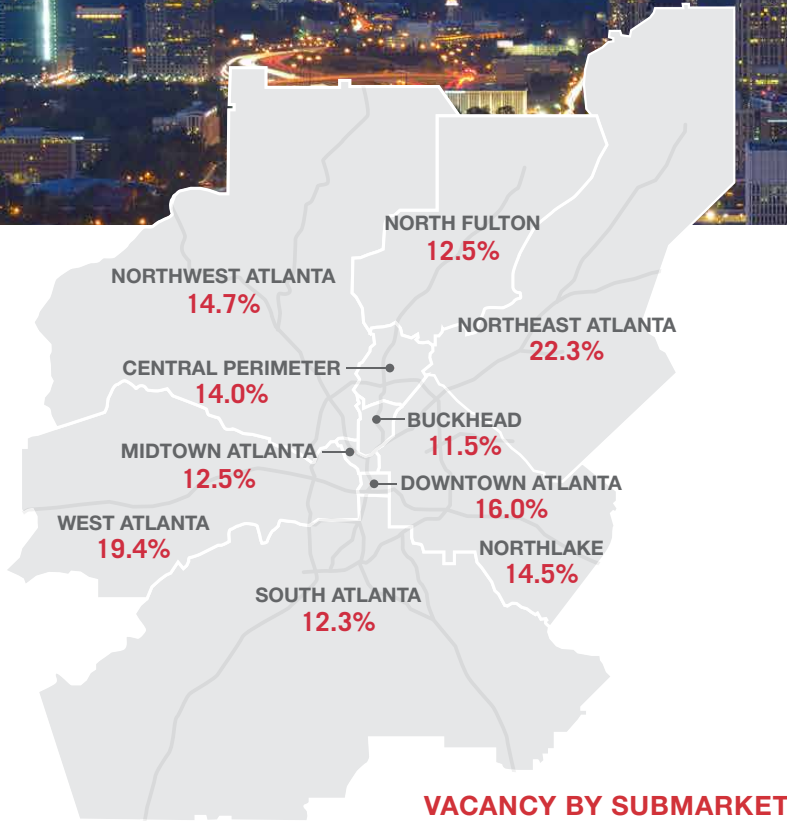 NORTH FULTON
12.5%
NORTHWEST ATLANTA
14.7%
NORTHEAST ATLANTA
22.3%
CENTRAL PERIMETER
14.0%
BUCKHEAD
11.5%
MIDTOWN ATLANTA
12.5%
DOWNTOWN ATLANTA
16.0%
WEST ATLANTA
19.4%
NORTHLAKE
14.5%
SOUTH ATLANTA
12.3%
VACANCY BY SUBMARKET